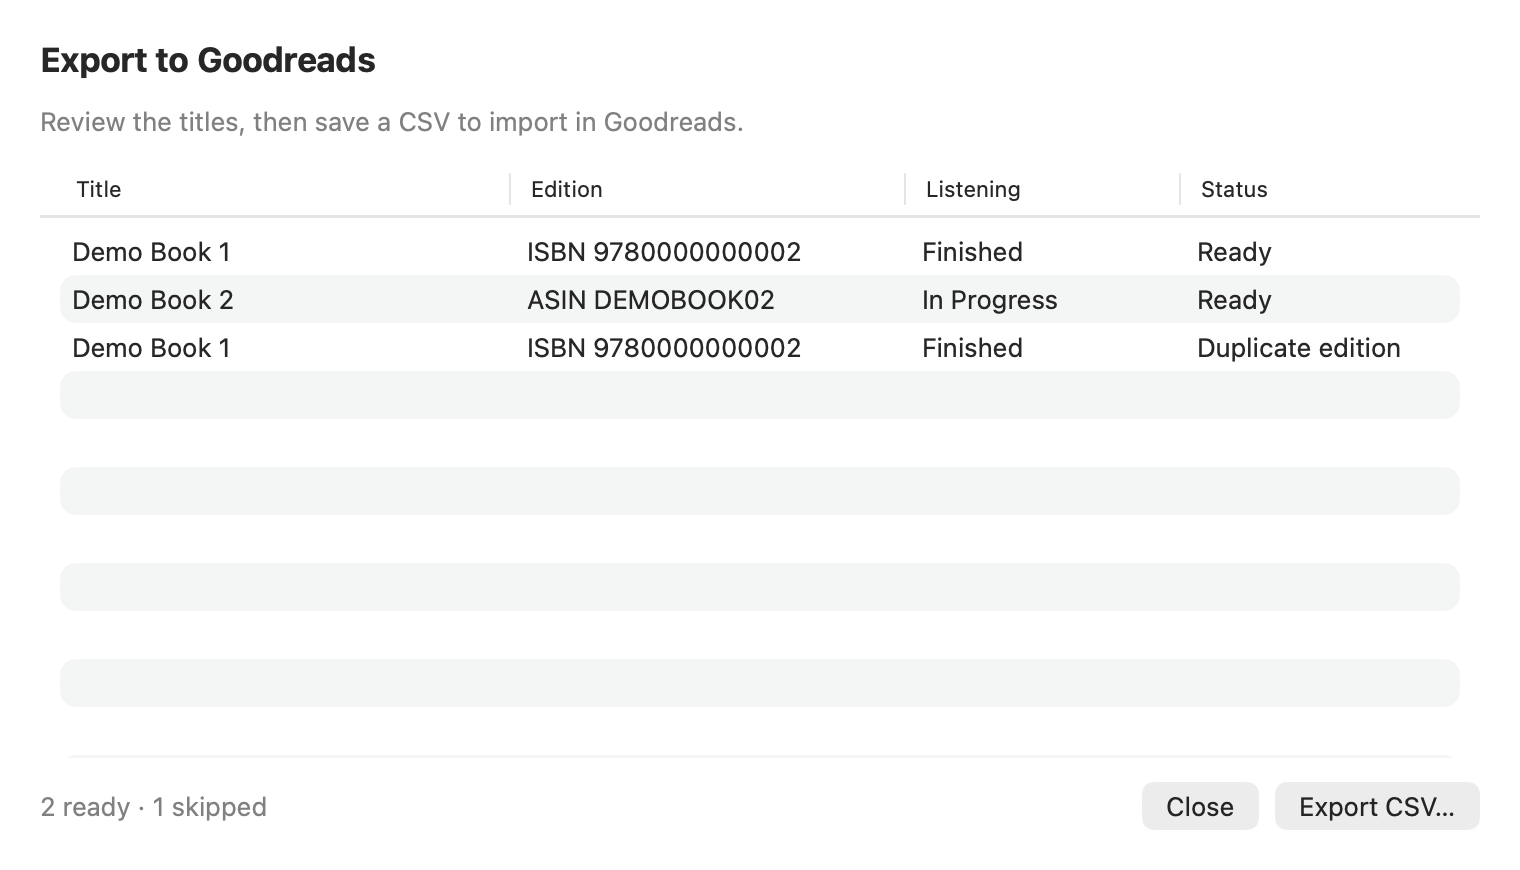 Export to Goodreads
Review the titles, then save a CSV to import in Goodreads.
Title Edition Listening Status
Demo Book 1 ISBN 9780000000002 Finished Ready
Demo Book 2 ASIN DEMOBOOK02 In Progress Ready
Demo Book 1 ISBN 9780000000002 Finished Duplicate edition
2 ready · 1 skipped Close Export CSV...